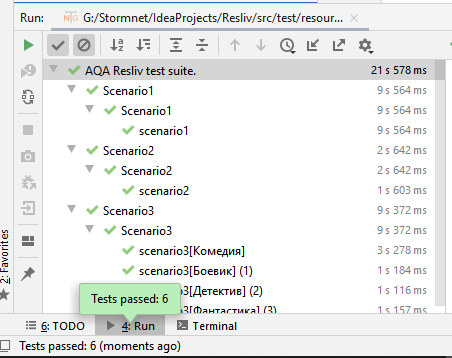 Run: G:/Stormnet/IdeaProjects/Resliv/src/test/resour...
AQA Resliv test suite. 21 s 578 ms
Scenario1 9 s 564 ms
Scenario1 9 s 564 ms
scenario1 9 s 564 ms
Scenario2 2 s 642 ms
Scenario2 2 s 642 ms
scenario2 1 s 603 ms
Scenario3 9 s 372 ms
Scenario3 9 s 372 ms
scenario3[Комедия] 3 s 278 ms
scenario3[Боевик] (1) 1 s 184 ms
scenario3[Детектив] (2) 1 s 116 ms
[Фантастика] (3) 1 s 157 ms
Tests passed: 6
2: Favorites
6: TODO 4: Run Terminal
Tests passed: 6 (moments ago)